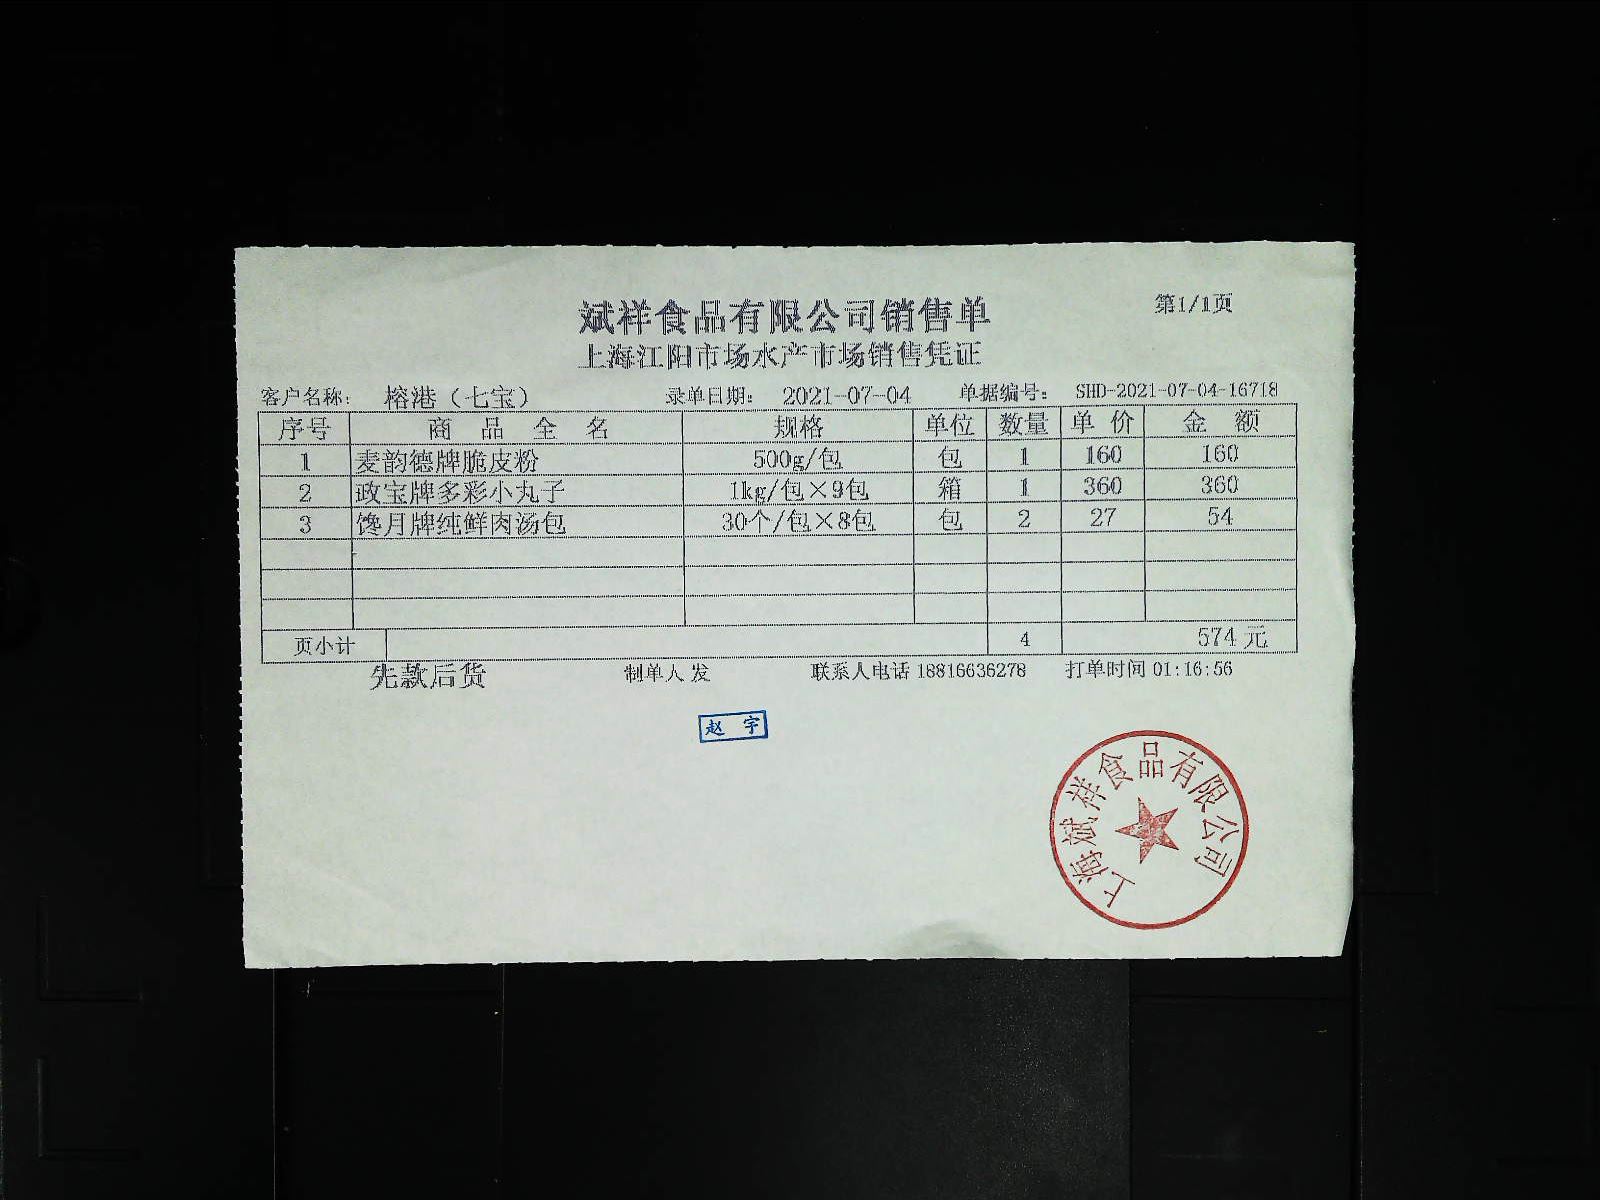 斌祥食品有限公司销售单
第1/1页
上海江阳市场水产市场销售凭证
客户名称： 榕港（七宝） 录单日期： 2021-07-04 单据编号： SHD-2021-07-04-16718
序号 商 品 全 名 规格 单位 数量 单 价 金 额
1 麦韵德牌脆皮粉 500g/包 包 1 160 160
2 政宝牌多彩小丸子 1kg/包×9包 箱 1 360 360
3 馋月牌纯鲜肉汤包 30个/包×8包 包 2 27 54
页小计 4 574 元
先款后货 制单人 发 联系人电话 18816636278 打单时间 01:16:56
赵 宇
上海斌祥食品有限公司